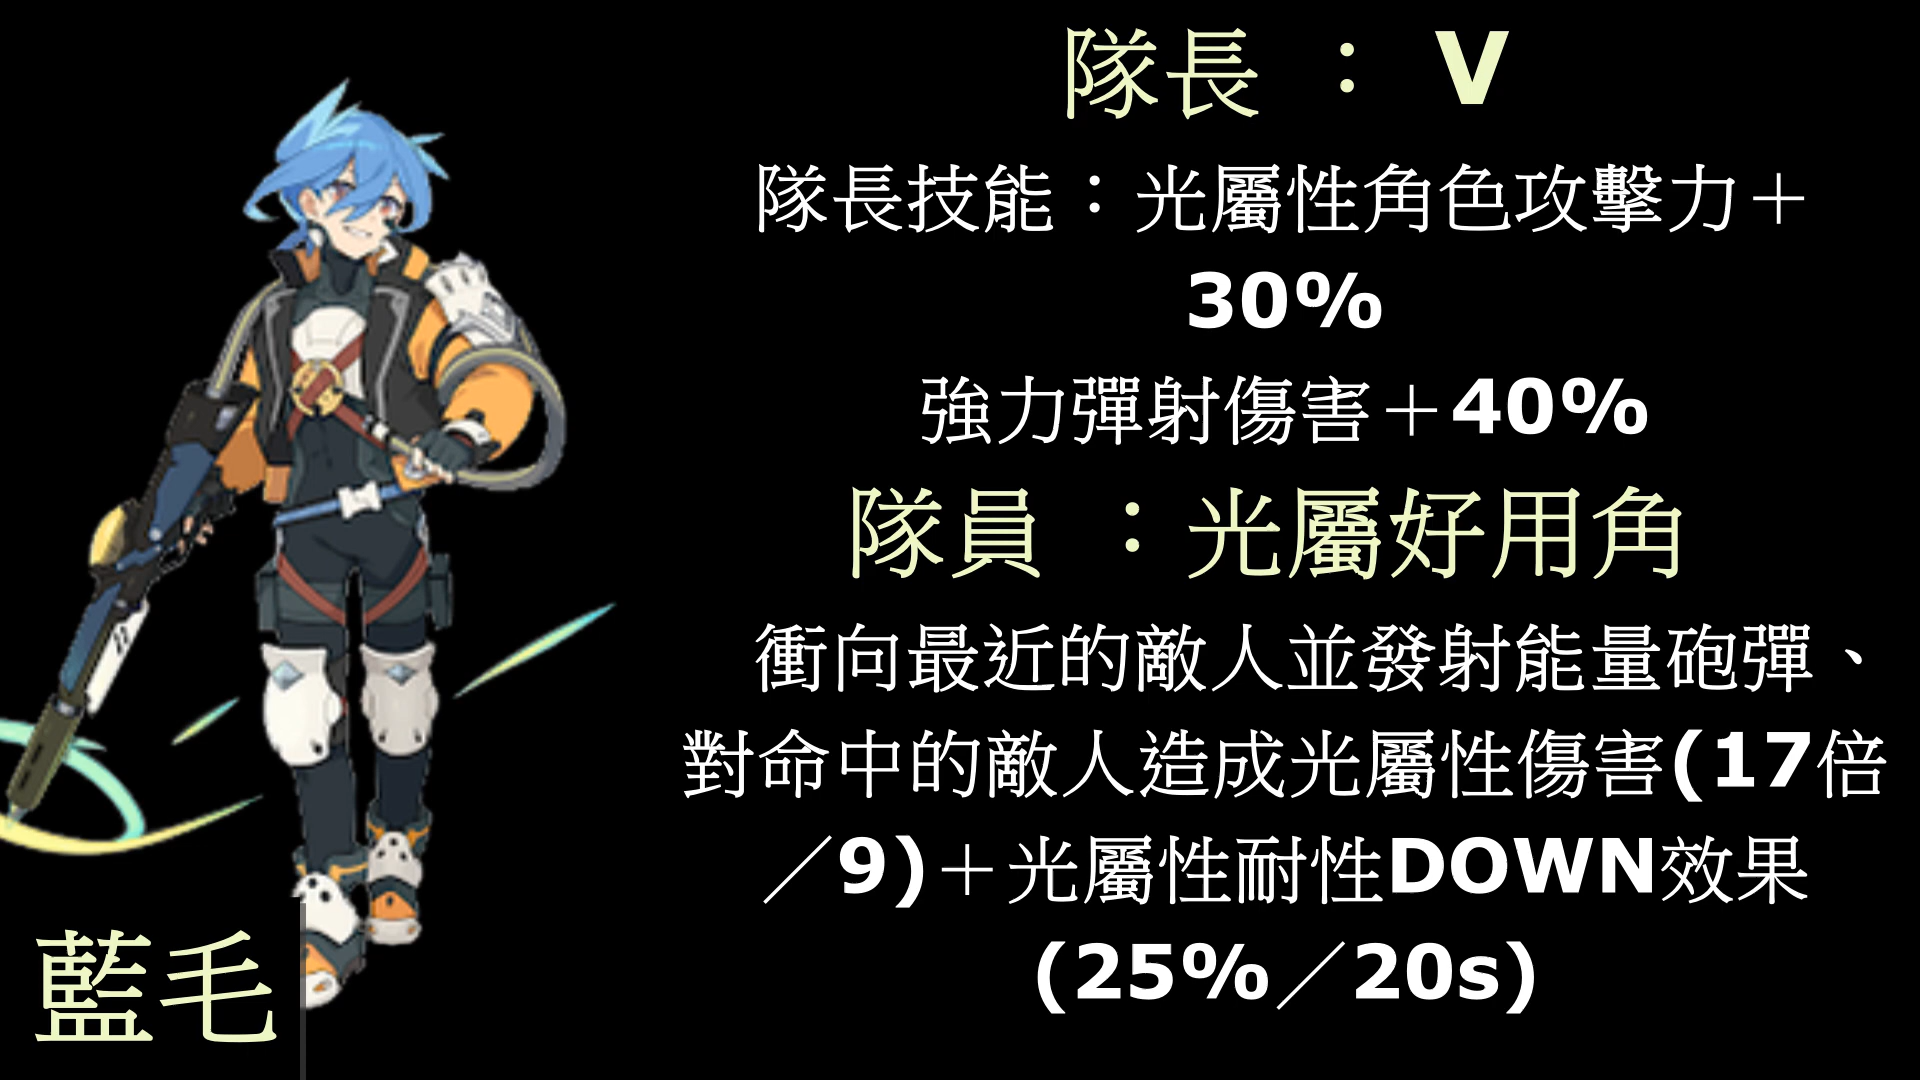 隊長 ： V
隊長技能：光屬性角色攻擊力＋
30%
強力彈射傷害＋40%
隊員 ：光屬好用角
衝向最近的敵人並發射能量砲彈、
對命中的敵人造成光屬性傷害(17倍
／9)＋光屬性耐性DOWN效果
(25%／20s)
藍毛